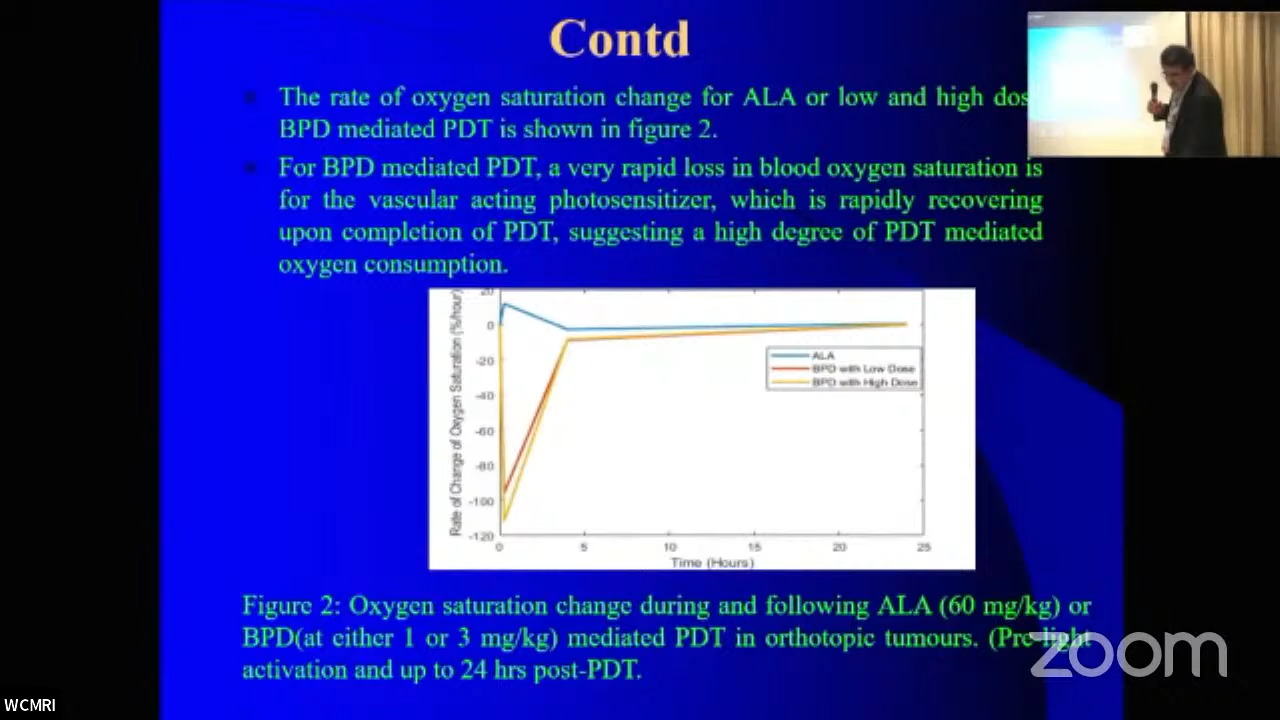 Contd
The rate of oxygen saturation change for ALA or low and high dos
BPD mediated PDT is shown in figure 2.
For BPD mediated PDT, a very rapid loss in blood oxygen saturation is
for the vascular acting photosensitizer, which is rapidly recovering
upon completion of PDT, suggesting a high degree of PDT mediated
oxygen consumption.
Rate of Change of Oxygen Saturation (%/hour)
20
0
-20
-40
-60
-80
-100
-120
ALA
BPD with Low Dose
BPD with High Dose
0 5 10 15 20 25
Time (Hours)
Figure 2: Oxygen saturation change during and following ALA (60 mg/kg) or
BPD(at either 1 or 3 mg/kg) mediated PDT in orthotopic tumours. (Pre-light
activation and up to 24 hrs post-PDT.
zoom
WCMRI